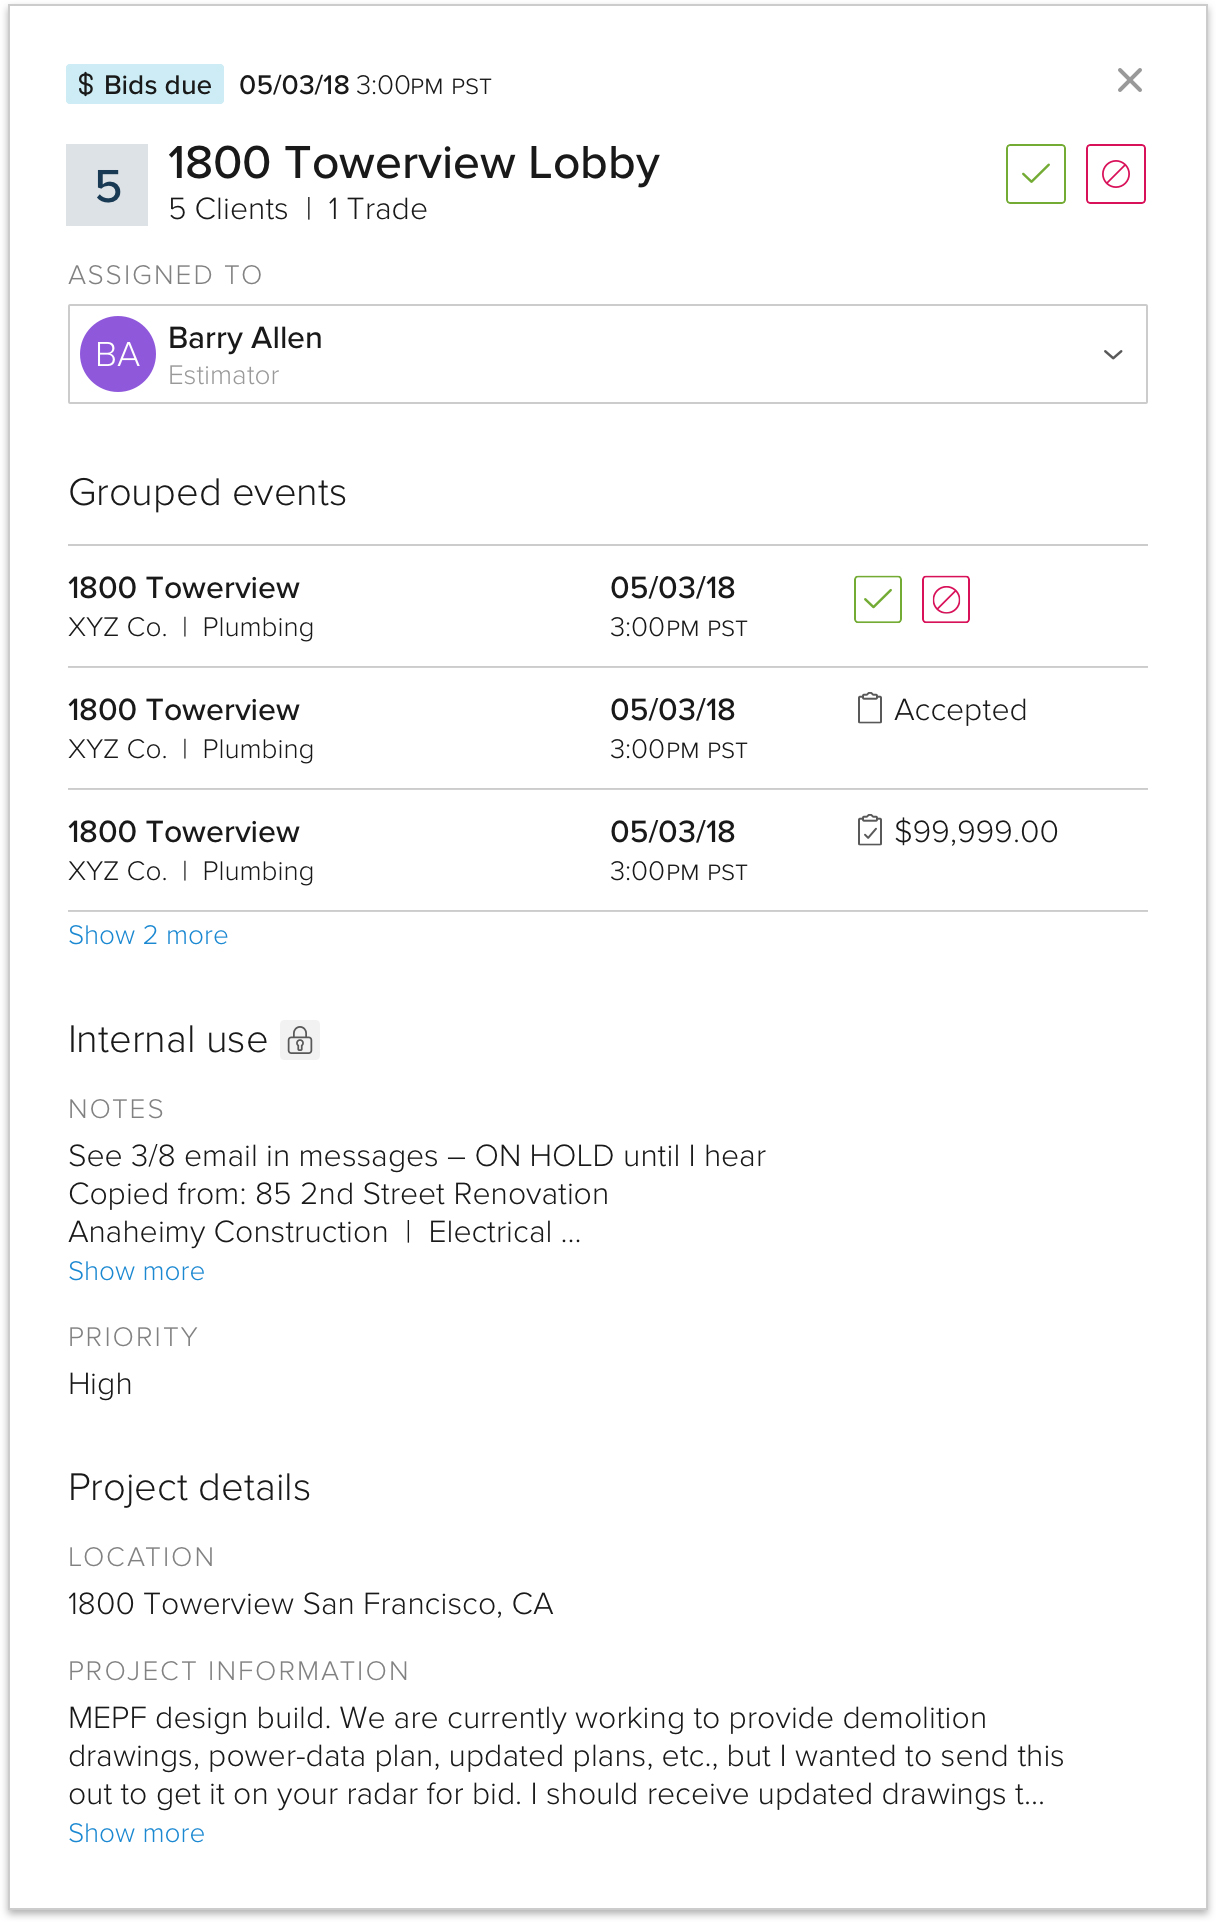 $ Bids due 05/03/18 3:00PM PST
5
1800 Towerview Lobby
5 Clients | 1 Trade
ASSIGNED TO
BA
Barry Allen
Estimator
Grouped events
1800 Towerview 05/03/18
XYZ Co. | Plumbing 3:00PM PST
1800 Towerview 05/03/18 Accepted
XYZ Co. | Plumbing 3:00PM PST
1800 Towerview 05/03/18 $99,999.00
XYZ Co. | Plumbing 3:00PM PST
Show 2 more
Internal use
NOTES
See 3/8 email in messages – ON HOLD until I hear
Copied from: 85 2nd Street Renovation
Anaheimy Construction | Electrical ...
Show more
PRIORITY
High
Project details
LOCATION
1800 Towerview San Francisco, CA
PROJECT INFORMATION
MEPF design build. We are currently working to provide demolition
drawings, power-data plan, updated plans, etc., but I wanted to send this
out to get it on your radar for bid. I should receive updated drawings t...
Show more